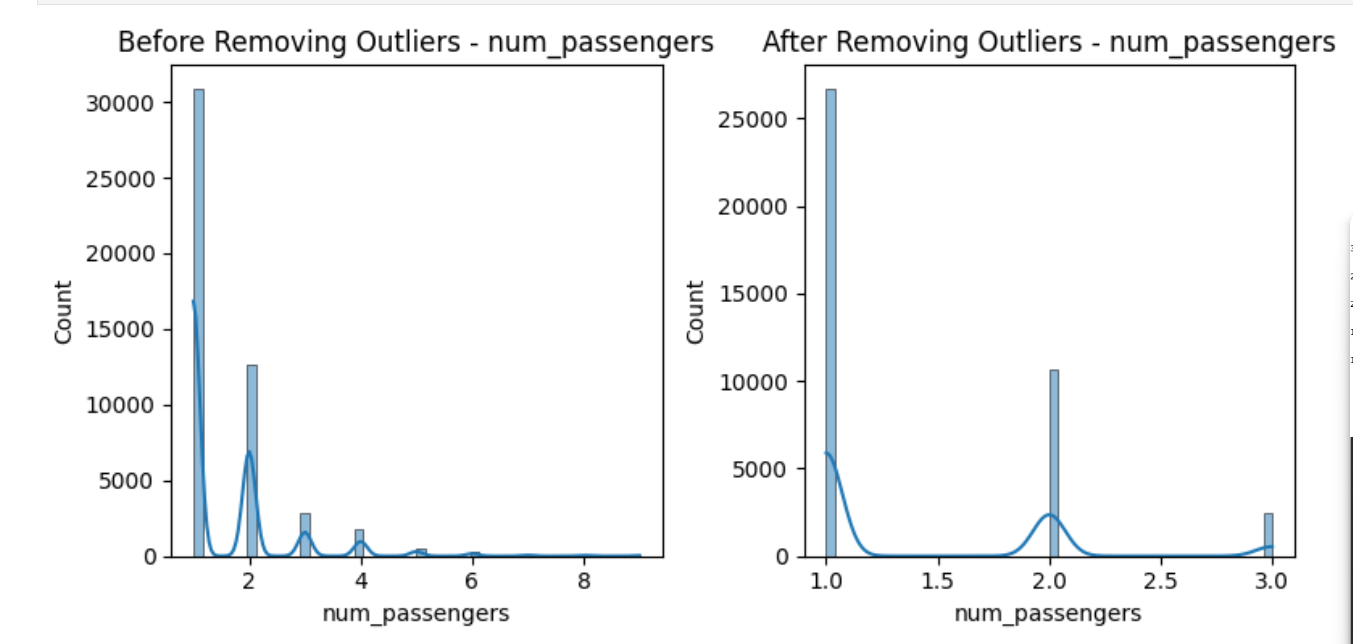 Before Removing Outliers - num_passengers
30000
25000
20000
15000
10000
5000
0
Count
2 4 6 8
num_passengers
After Removing Outliers - num_passengers
25000
20000
15000
10000
5000
0
Count
1.0 1.5 2.0 2.5 3.0
num_passengers